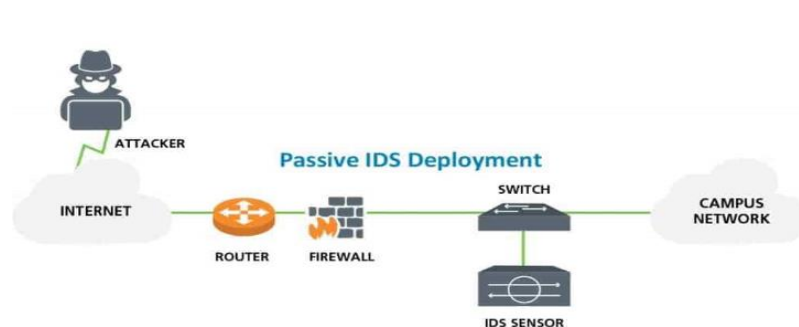 ATTACKER
Passive IDS Deployment
SWITCH
INTERNET
CAMPUS
NETWORK
ROUTER
FIREWALL
IDS SENSOR